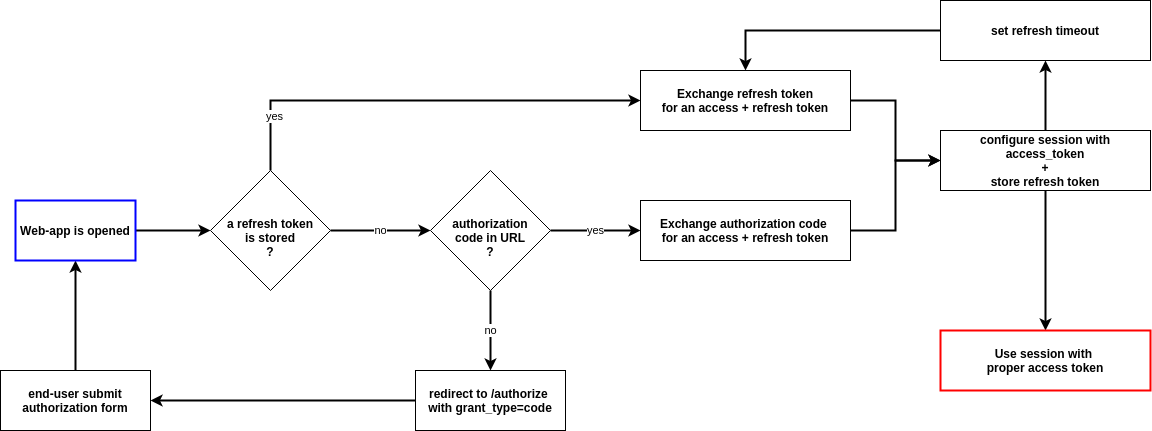 set refresh timeout
Exchange refresh token
for an access + refresh token
yes
configure session with
access_token
+
store refresh token
Web-app is opened
a refresh token
is stored
?
no
authorization
code in URL
?
yes
Exchange authorization code
for an access + refresh token
no
Use session with
proper access token
end-user submit
authorization form
redirect to /authorize
with grant_type=code